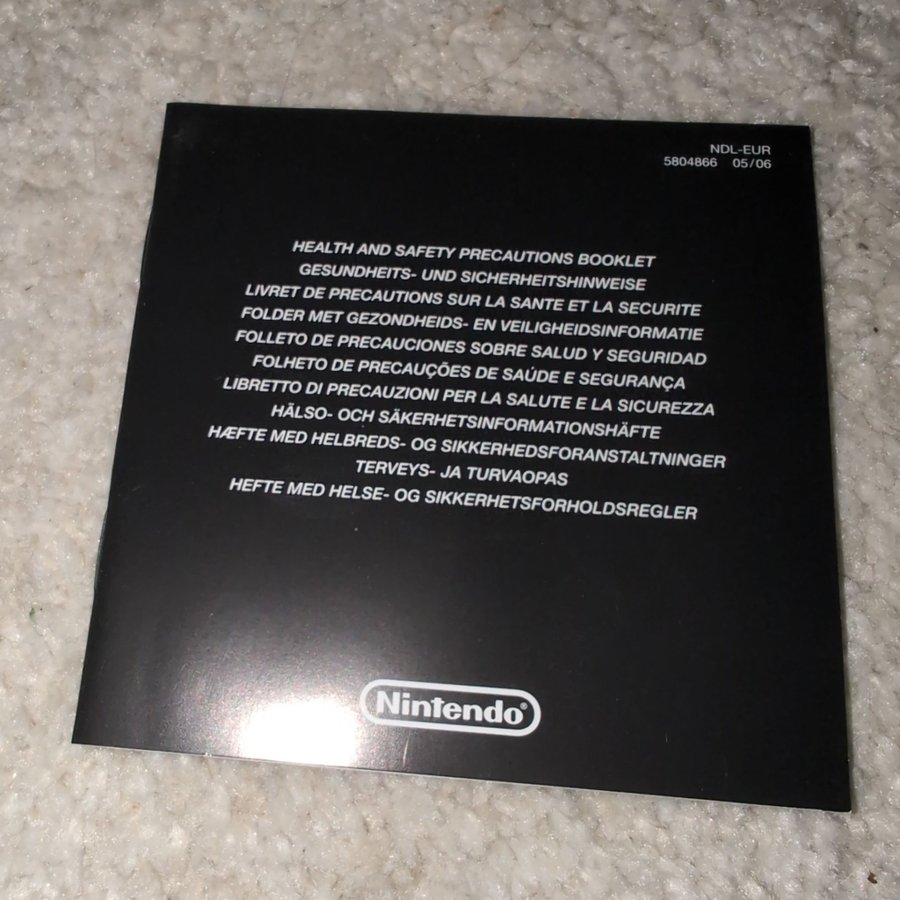 NDL-EUR
5804866 05/06
HEALTH AND SAFETY PRECAUTIONS BOOKLET
GESUNDHEITS- UND SICHERHEITSHINWEISE
LIVRET DE PRECAUTIONS SUR LA SANTE ET LA SECURITE
FOLDER MET GEZONDHEIDS- EN VEILIGHEIDSINFORMATIE
FOLLETO DE PRECAUCIONES SOBRE SALUD Y SEGURIDAD
FOLHETO DE PRECAUÇÕES DE SAÚDE E SEGURANÇA
LIBRETTO DI PRECAUZIONI PER LA SALUTE E LA SICUREZZA
HÄLSO- OCH SÄKERHETSINFORMATIONSHÄFTE
HÆFTE MED HELBREDS- OG SIKKERHEDSFORANSTALTNINGER
TERVEYS- JA TURVAOPAS
HEFTE MED HELSE- OG SIKKERHETSFORHOLDSREGLER
Nintendo®